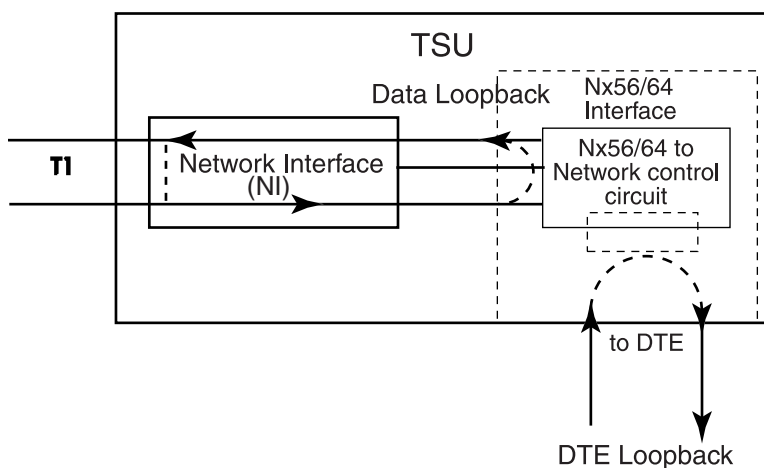 TSU
Data Loopback
Nx56/64
Interface
T1
Network Interface
(NI)
Nx56/64 to
Network control
circuit
to DTE
DTE Loopback